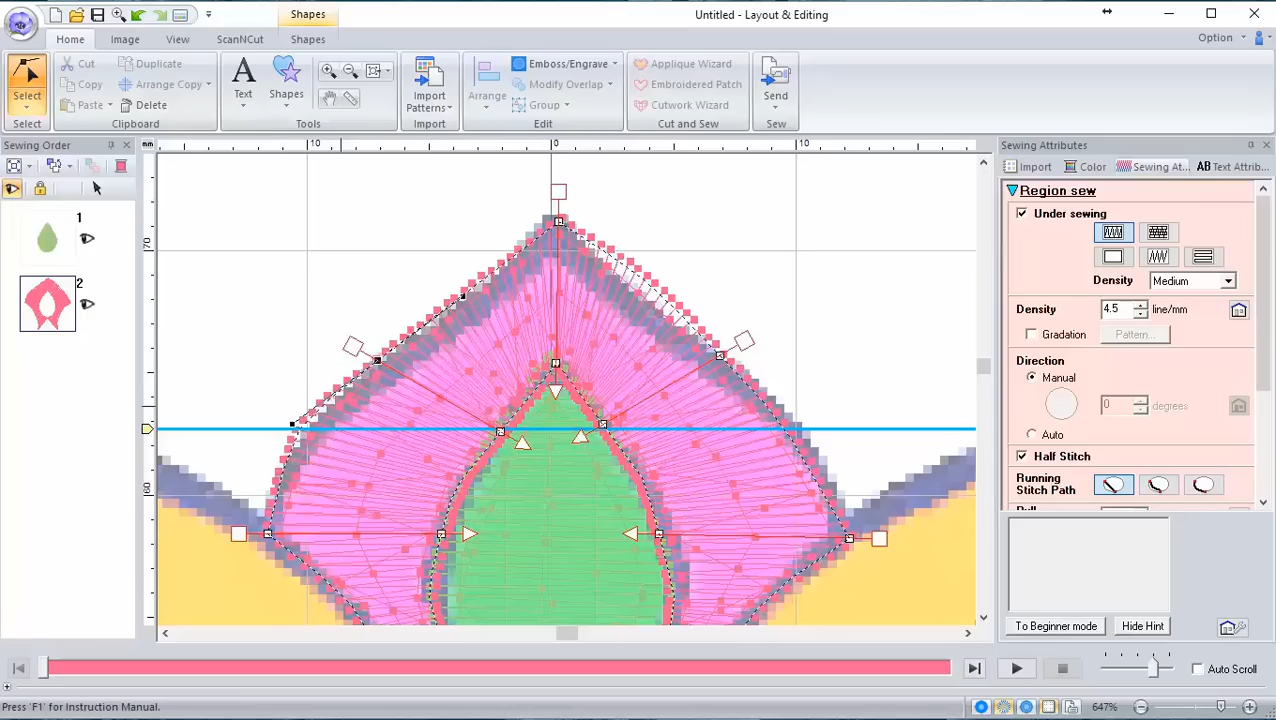 Shapes
Untitled - Layout & Editing
Home
Image
View
ScanNCut
Shapes
Option
Select
Select
Cut
Copy
Paste
Duplicate
Arrange Copy
Delete
Clipboard
Text
Shapes
Tools
Import
Patterns
Import
Arrange
Emboss/Engrave
Modify Overlap
Group
Edit
Applique Wizard
Embroidered Patch
Cutwork Wizard
Cut and Sew
Send
Sew
Sewing Order
1
2
mm
10
0
10
70
60
Sewing Attributes
Import
Color
Sewing At...
AB Text Attrib...
Region sew
Under sewing
Density
Medium
Density
4.5
line/mm
Gradation
Pattern...
Direction
Manual
0
degrees
Auto
Half Stitch
Running
Stitch Path
To Beginner mode
Hide Hint
Auto Scroll
Press 'F1' for Instruction Manual.
647%